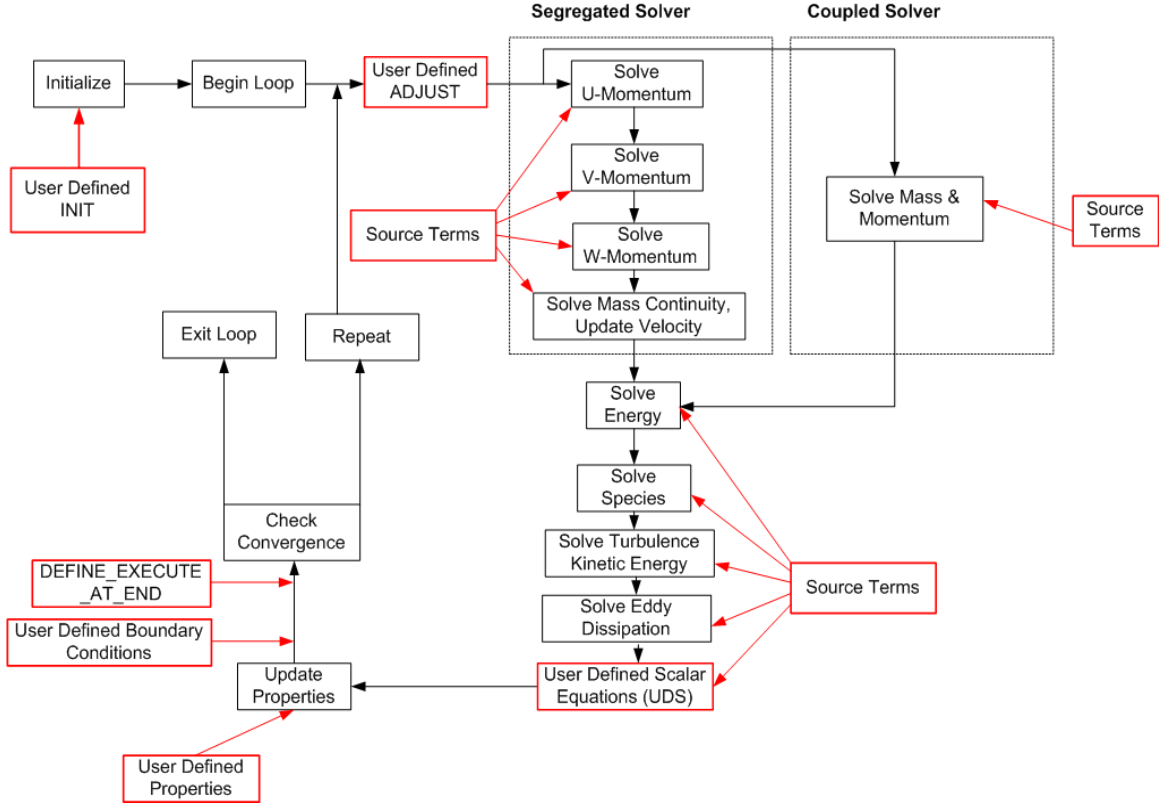 Segregated Solver
Coupled Solver
Initialize
Begin Loop
User Defined
ADJUST
Solve
U-Momentum
User Defined
INIT
Solve
V-Momentum
Source Terms
Solve
W-Momentum
Solve Mass &
Momentum
Source
Terms
Solve Mass Continuity,
Update Velocity
Exit Loop
Repeat
Solve
Energy
Solve
Species
Check
Convergence
Solve Turbulence
Kinetic Energy
DEFINE_EXECUTE
_AT_END
Source Terms
Solve Eddy
Dissipation
User Defined Boundary
Conditions
Update
Properties
User Defined Scalar
Equations (UDS)
User Defined
Properties